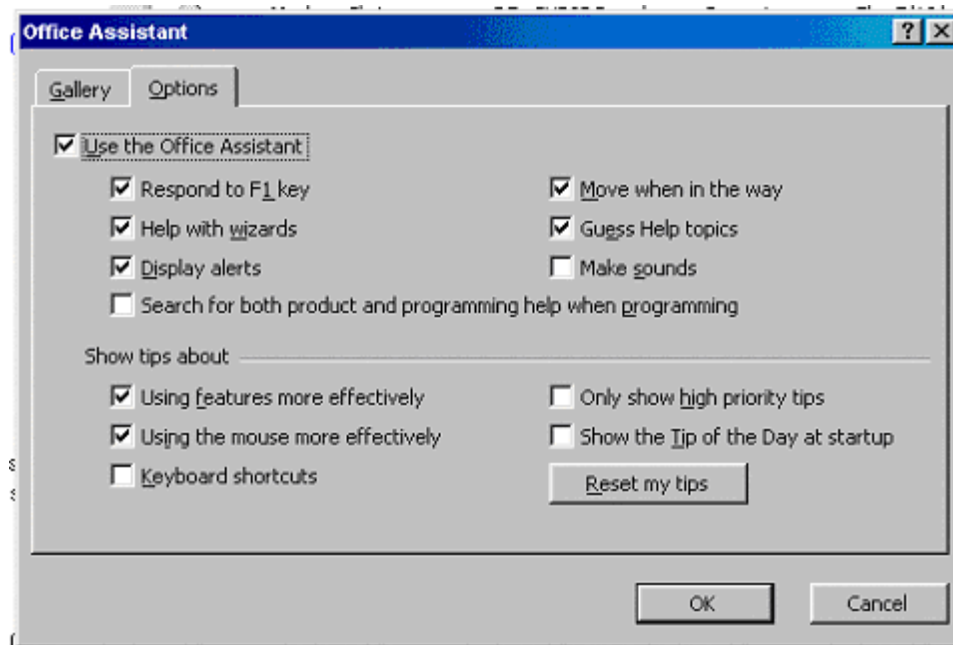 Office Assistant
Gallery Options
Use the Office Assistant
Respond to F1 key Move when in the way
Help with wizards Guess Help topics
Display alerts Make sounds
Search for both product and programming help when programming
Show tips about
Using features more effectively Only show high priority tips
Using the mouse more effectively Show the Tip of the Day at startup
Keyboard shortcuts Reset my tips
OK Cancel